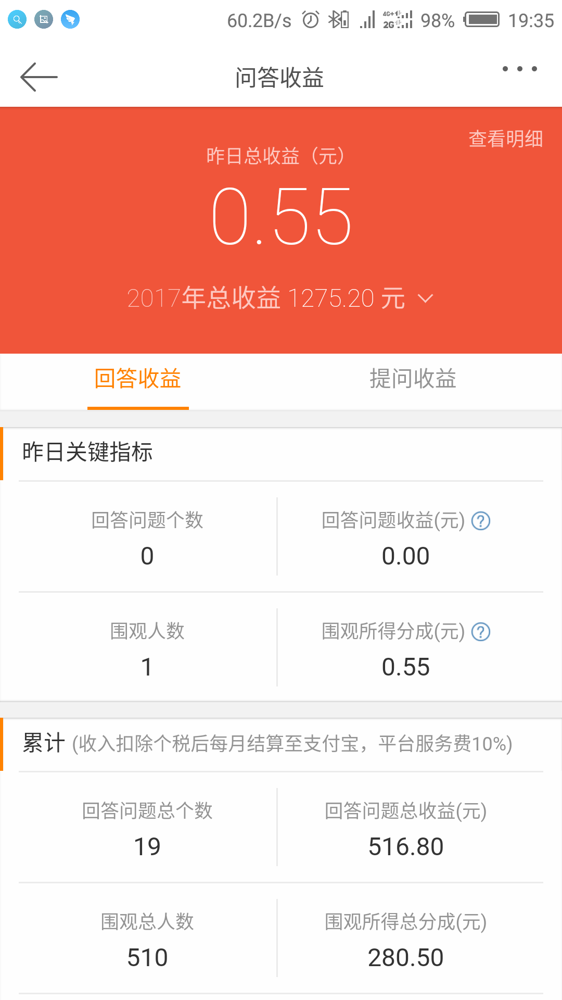 60.2B/s 4G+ 2G 98% 19:35
问答收益
查看明细
昨日总收益（元）
0.55
2017年总收益 1275.20 元
回答收益 提问收益
昨日关键指标
回答问题个数 回答问题收益(元) ?
0 0.00
围观人数 围观所得分成(元) ?
1 0.55
累计 (收入扣除个税后每月结算至支付宝，平台服务费10%)
回答问题总个数 回答问题总收益(元)
19 516.80
围观总人数 围观所得总分成(元)
510 280.50